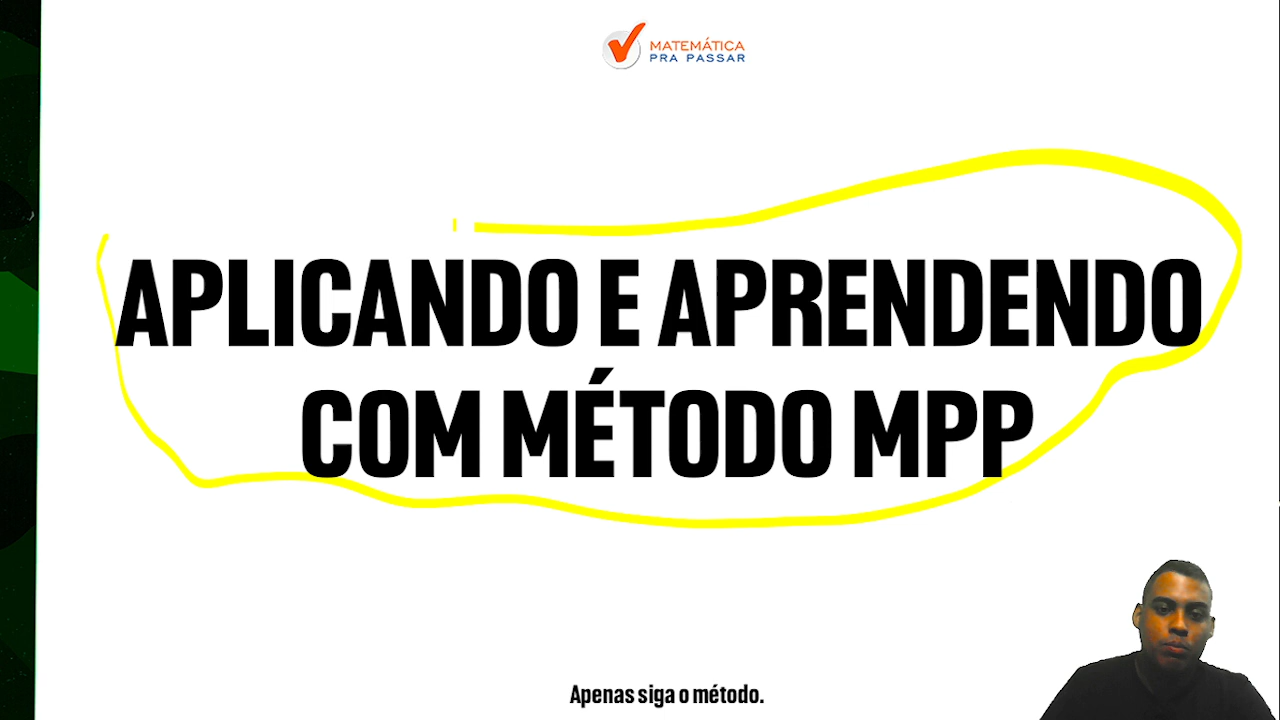 MATEMÁTICA
PRA PASSAR
APLICANDO E APRENDENDO
COM MÉTODO MPP
Apenas siga o método.